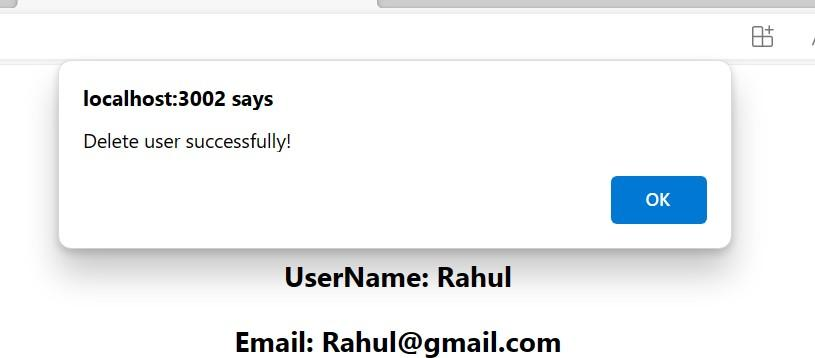 localhost:3002 says
Delete user successfully!
OK
UserName: Rahul
Email: Rahul@gmail.com